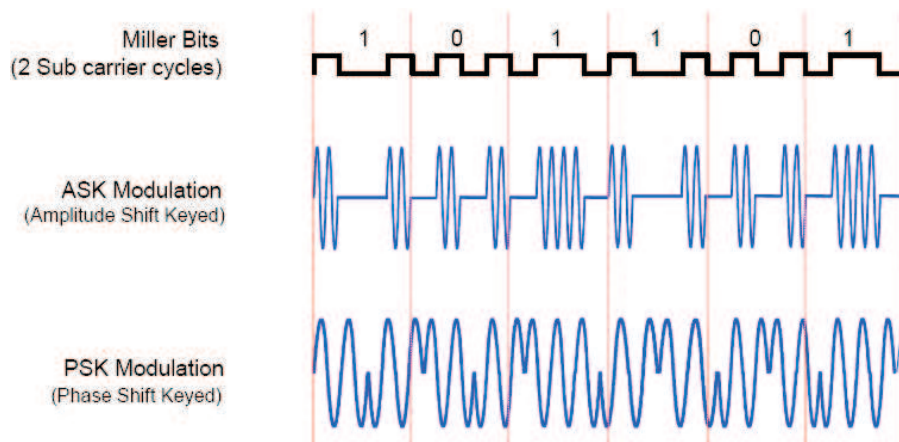 Miller Bits
(2 Sub carrier cycles)
1 0 1 1 0 1
ASK Modulation
(Amplitude Shift Keyed)
PSK Modulation
(Phase Shift Keyed)